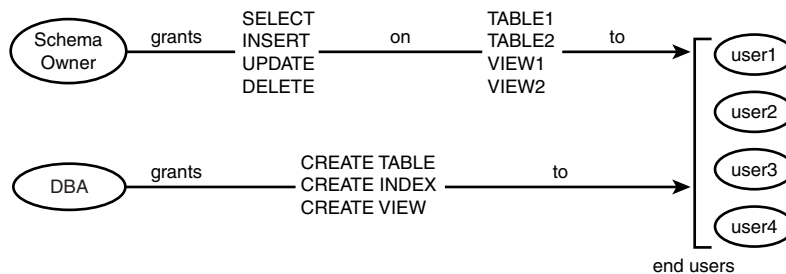 Schema
Owner
grants
SELECT
INSERT
UPDATE
DELETE
on
TABLE1
TABLE2
VIEW1
VIEW2
to
user1
user2
user3
user4
DBA
grants
CREATE TABLE
CREATE INDEX
CREATE VIEW
to
end users